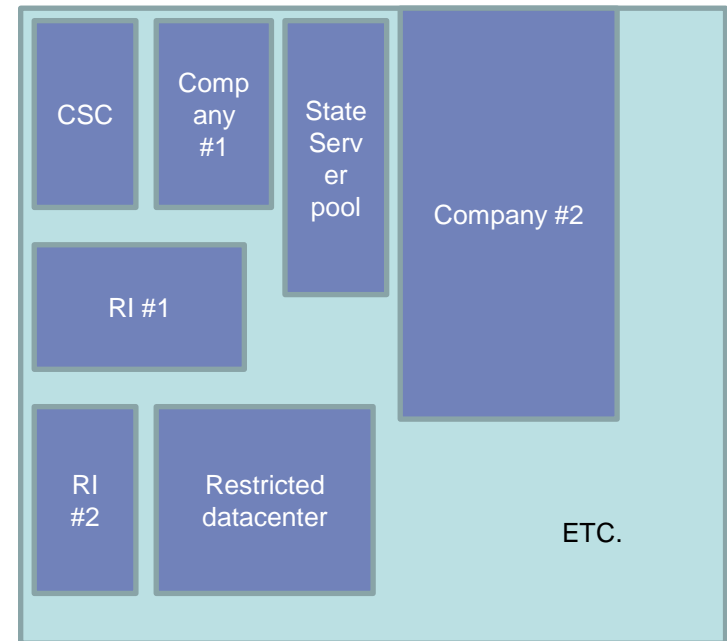 CSC
Comp
any
#1
State
Serv
er
pool
Company #2
RI #1
RI
#2
Restricted
datacenter
ETC.